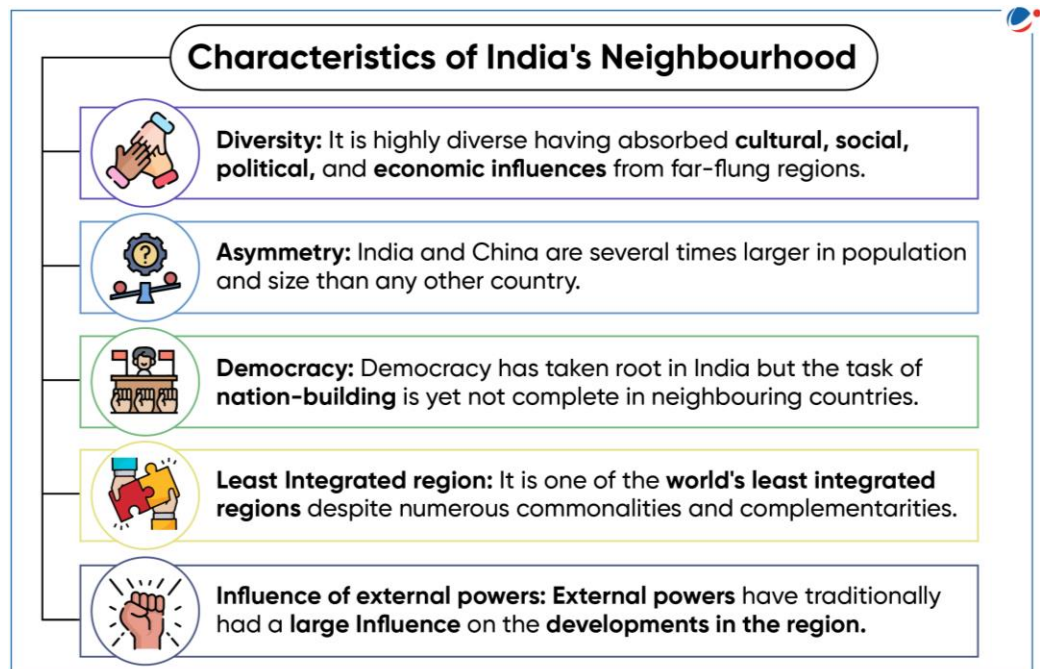 Characteristics of India's Neighbourhood
Diversity: It is highly diverse having absorbed cultural, social,
political, and economic influences from far-flung regions.
?
Asymmetry: India and China are several times larger in population
and size than any other country.
Democracy: Democracy has taken root in India but the task of
nation-building is yet not complete in neighbouring countries.
Least Integrated region: It is one of the world's least integrated
regions despite numerous commonalities and complementarities.
Influence of external powers: External powers have traditionally
had a large Influence on the developments in the region.